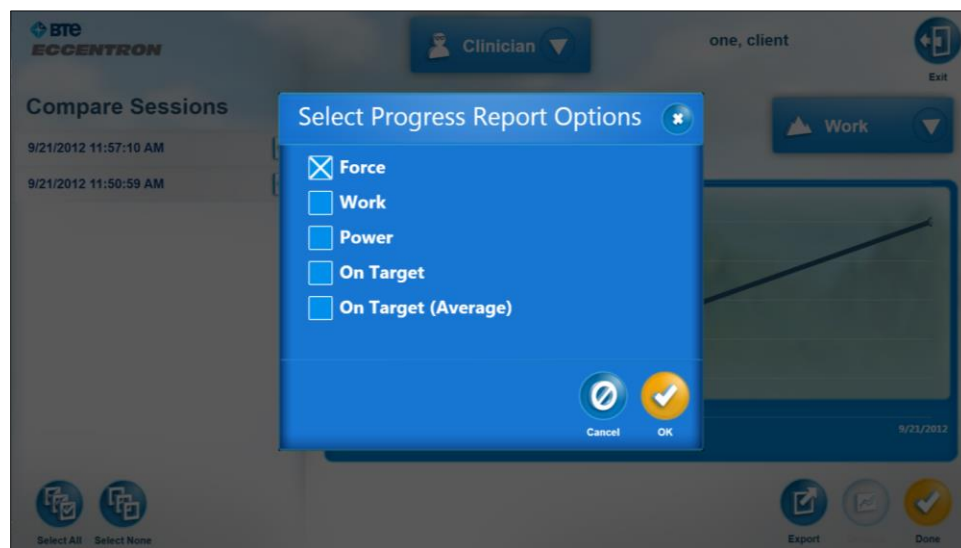 BTE
ECCENTRON
Clinician
one, client
Exit
Compare Sessions
9/21/2012 11:57:10 AM
9/21/2012 11:50:59 AM
Work
Select Progress Report Options
Force
Work
Power
On Target
On Target (Average)
Cancel
OK
9/21/2012
Select All
Select None
Export
Done